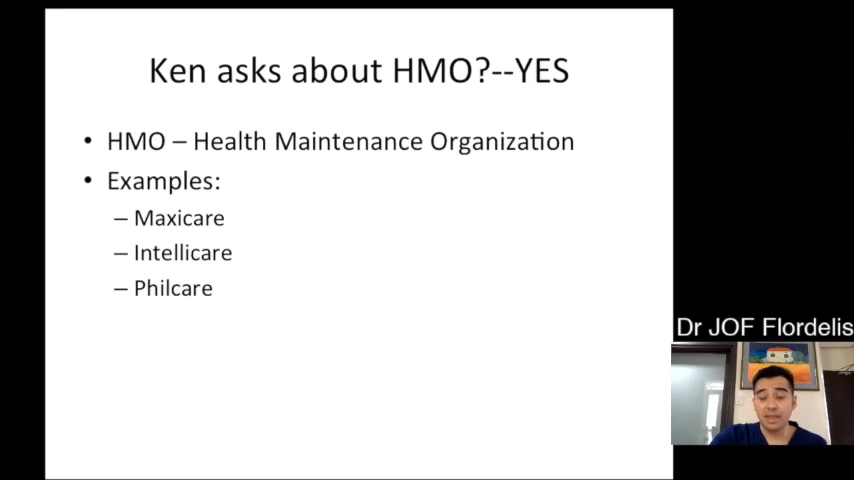 Ken asks about HMO?--YES
• HMO – Health Maintenance Organization
• Examples:
– Maxicare
– Intellicare
– Philcare
Dr JOF Flordelis